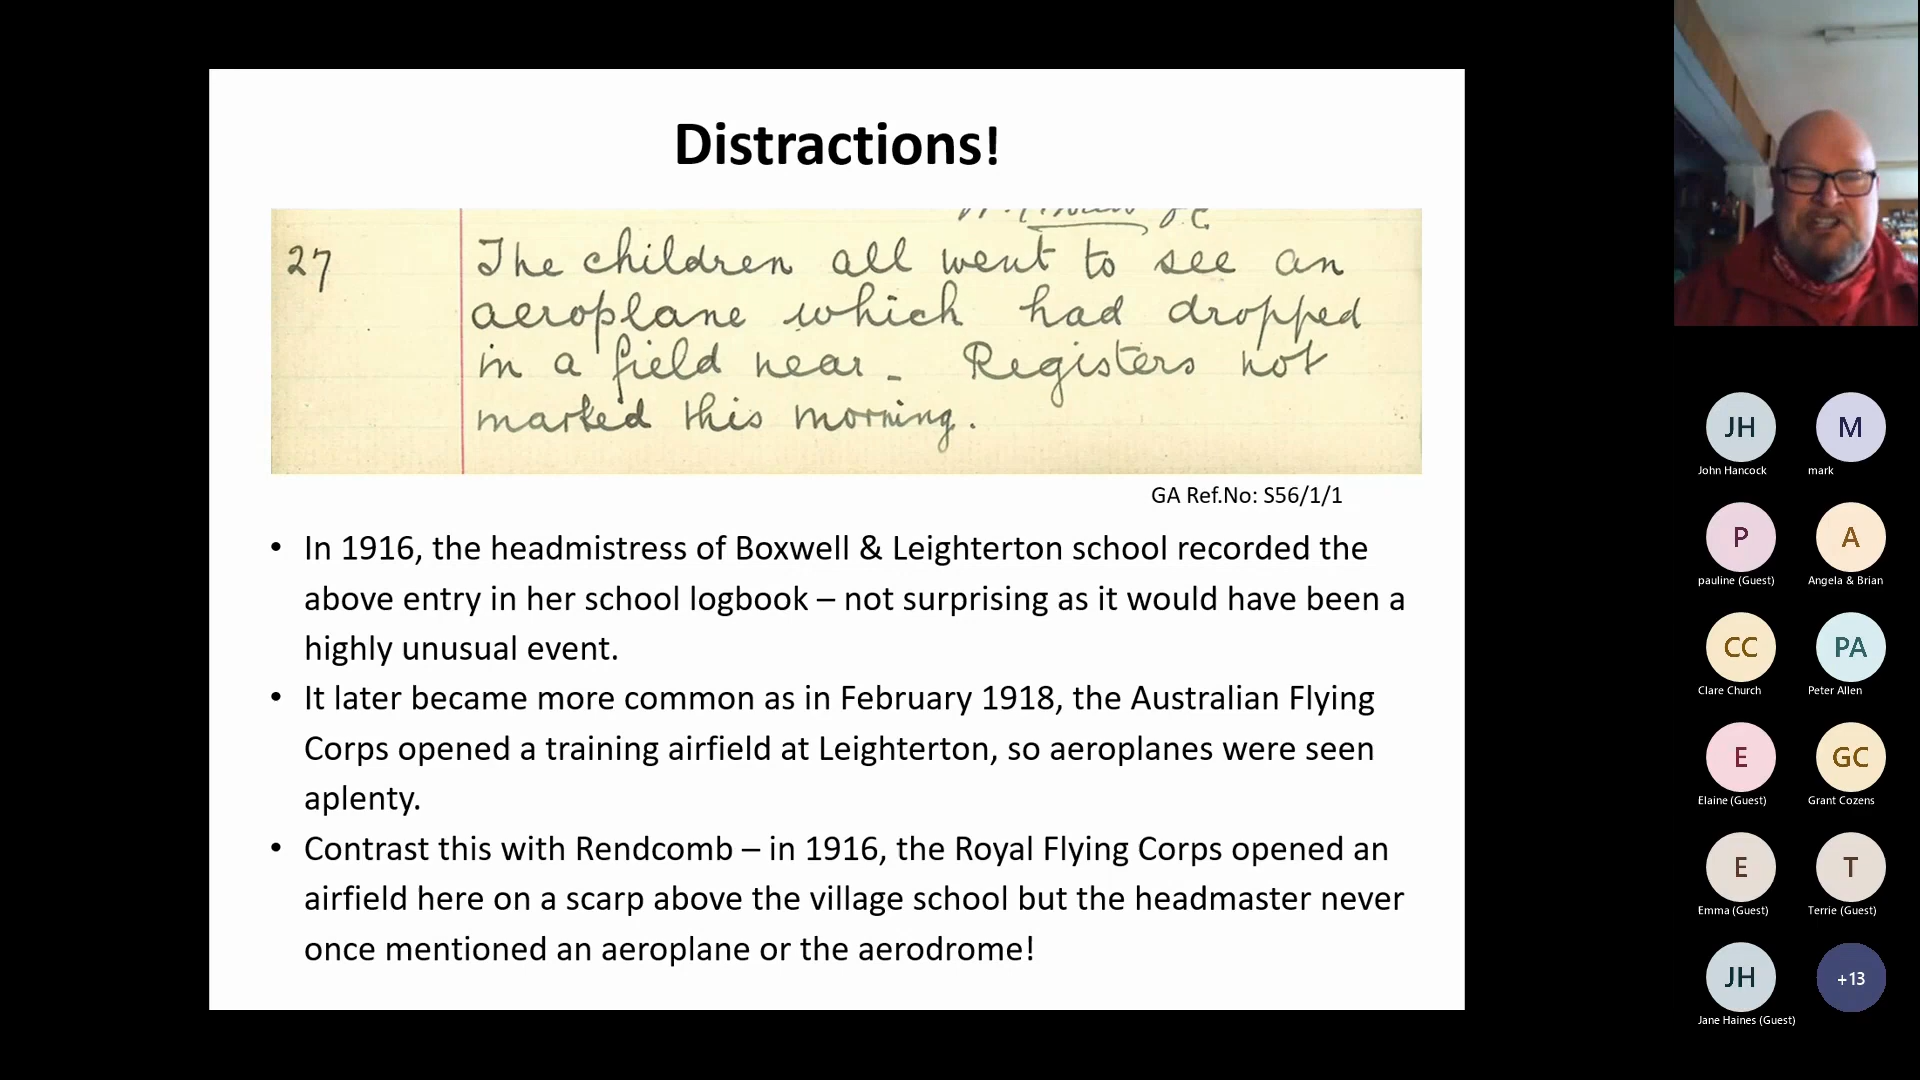 Distractions!
27 The children all went to see an
aeroplane which had dropped
in a field near _ Registers not
marked this morning.
GA Ref.No: S56/1/1
• In 1916, the headmistress of Boxwell & Leighterton school recorded the
above entry in her school logbook – not surprising as it would have been a
highly unusual event.
• It later became more common as in February 1918, the Australian Flying
Corps opened a training airfield at Leighterton, so aeroplanes were seen
aplenty.
• Contrast this with Rendcomb – in 1916, the Royal Flying Corps opened an
airfield here on a scarp above the village school but the headmaster never
once mentioned an aeroplane or the aerodrome!
JH M
John Hancock mark
P A
pauline (Guest) Angela & Brian
CC PA
Clare Church Peter Allen
E GC
Elaine (Guest) Grant Cozens
E T
Emma (Guest) Terrie (Guest)
JH +13
Jane Haines (Guest)